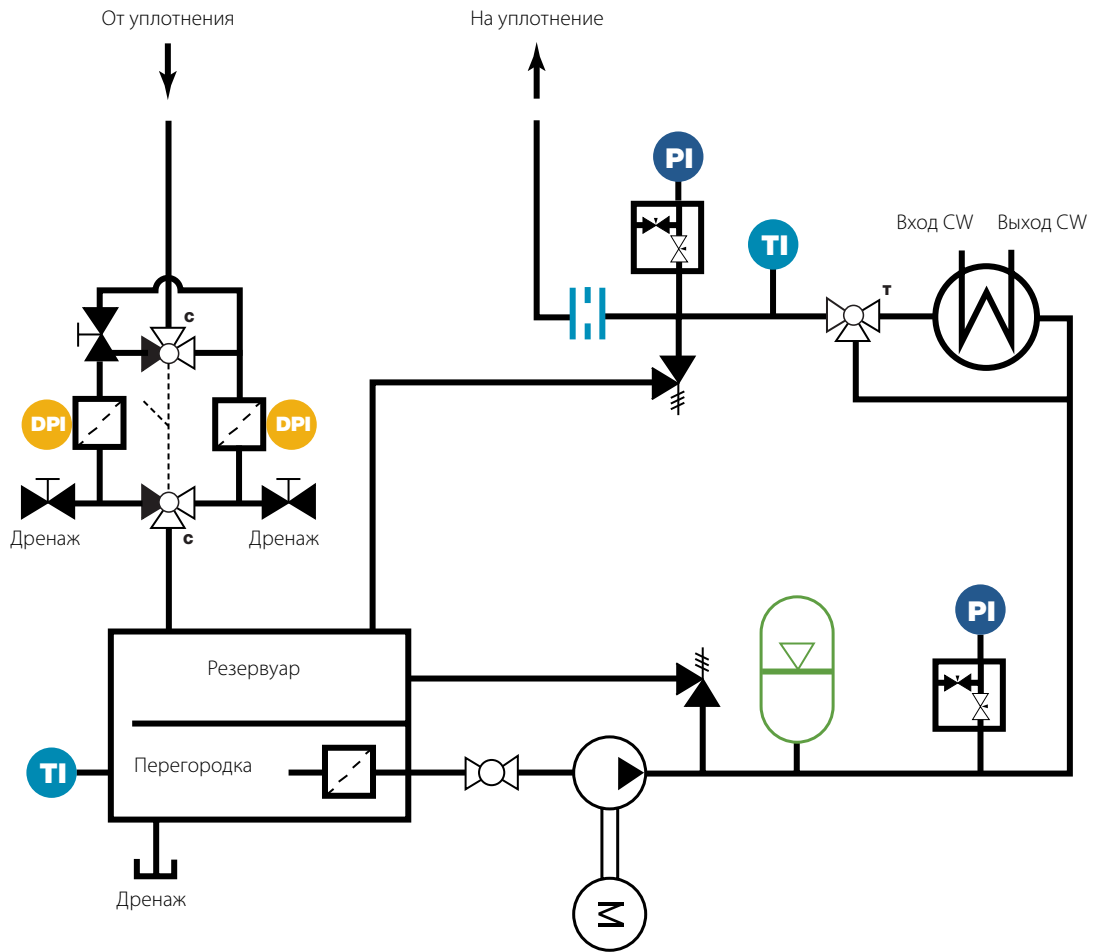 От уплотнения
На уплотнение
PI
TI
Вход CW
Выход CW
T
C
DPI
DPI
Дренаж
Дренаж
C
PI
Резервуар
TI
Перегородка
Дренаж
M